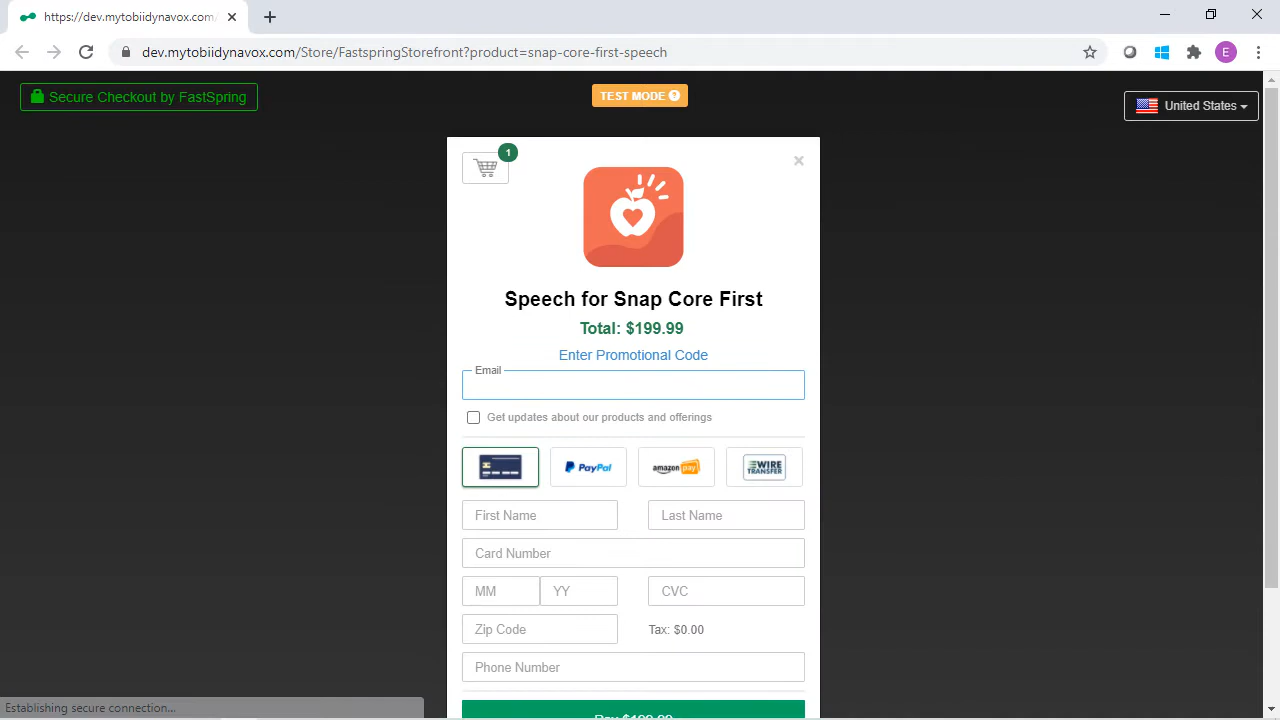 https://dev.mytobiidynavox.com/
dev.mytobiidynavox.com/Store/FastspringStorefront?product=snap-core-first-speech
E
Secure Checkout by FastSpring
TEST MODE ?
United States
1
Speech for Snap Core First
Total: $199.99
Enter Promotional Code
Email
Get updates about our products and offerings
PayPal
amazon pay
WIRE TRANSFER
First Name
Last Name
Card Number
MM
YY
CVC
Zip Code
Tax: $0.00
Phone Number
Pay $199.99
Establishing secure connection...